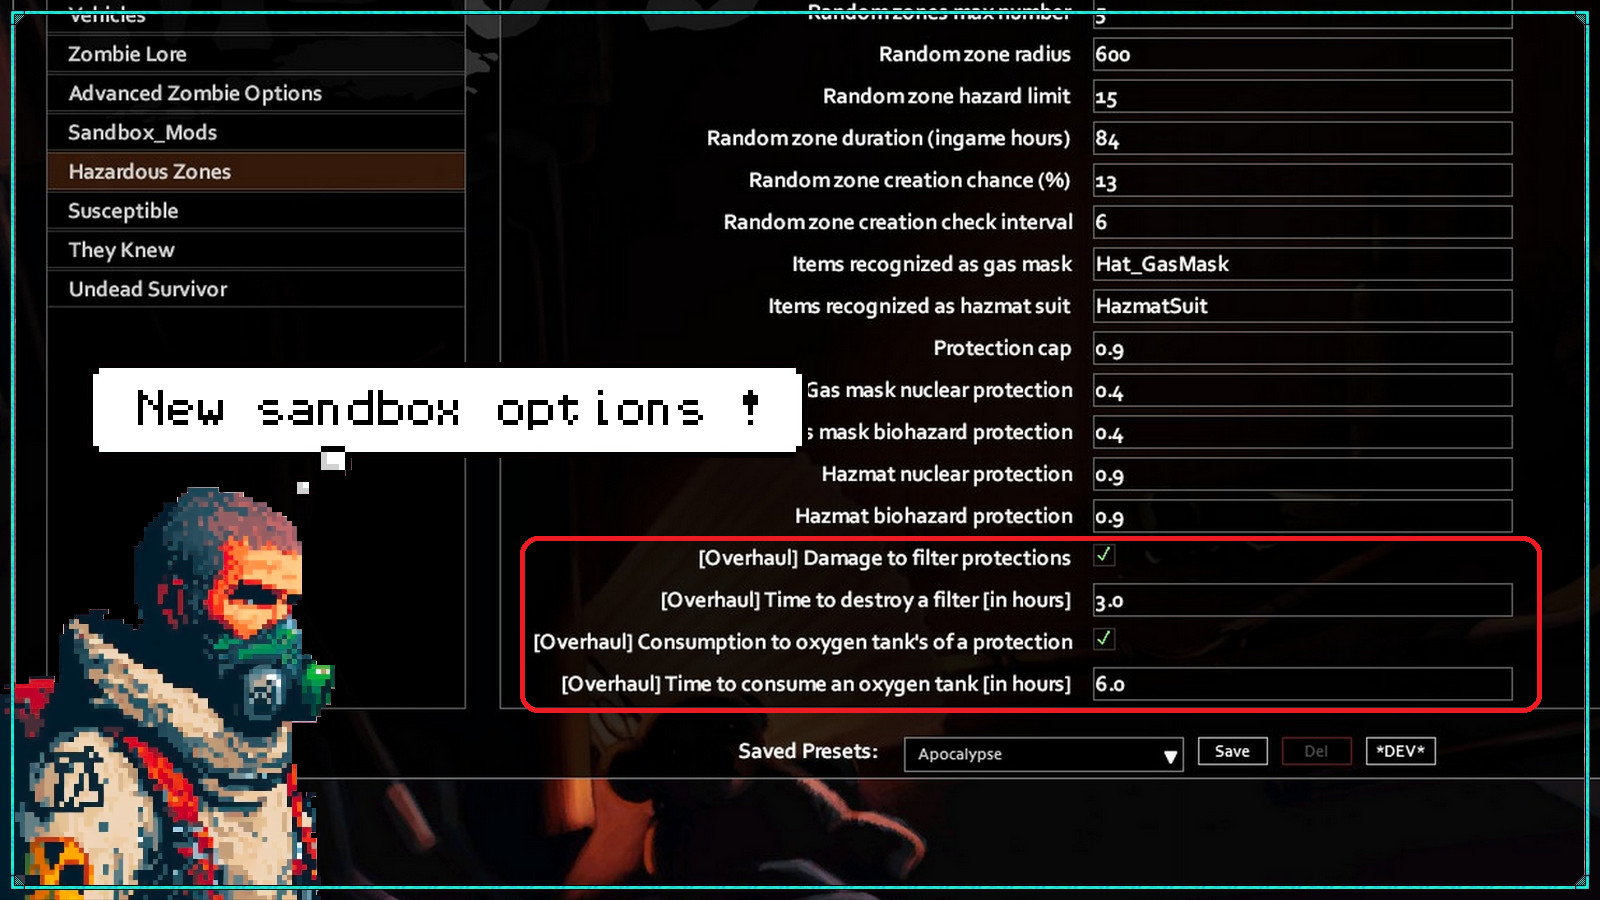 Vehicles
Zombie Lore
Advanced Zombie Options
Sandbox_Mods
Hazardous Zones
Susceptible
They Knew
Undead Survivor
Random zones max number 5
Random zone radius 600
Random zone hazard limit 15
Random zone duration (ingame hours) 84
Random zone creation chance (%) 13
Random zone creation check interval 6
Items recognized as gas mask Hat_GasMask
Items recognized as hazmat suit HazmatSuit
Protection cap 0.9
Gas mask nuclear protection 0.4
s mask biohazard protection 0.4
Hazmat nuclear protection 0.9
Hazmat biohazard protection 0.9
[Overhaul] Damage to filter protections
[Overhaul] Time to destroy a filter [in hours] 3.0
[Overhaul] Consumption to oxygen tank's of a protection
[Overhaul] Time to consume an oxygen tank [in hours] 6.0
New sandbox options !
Saved Presets: Apocalypse Save Del *DEV*